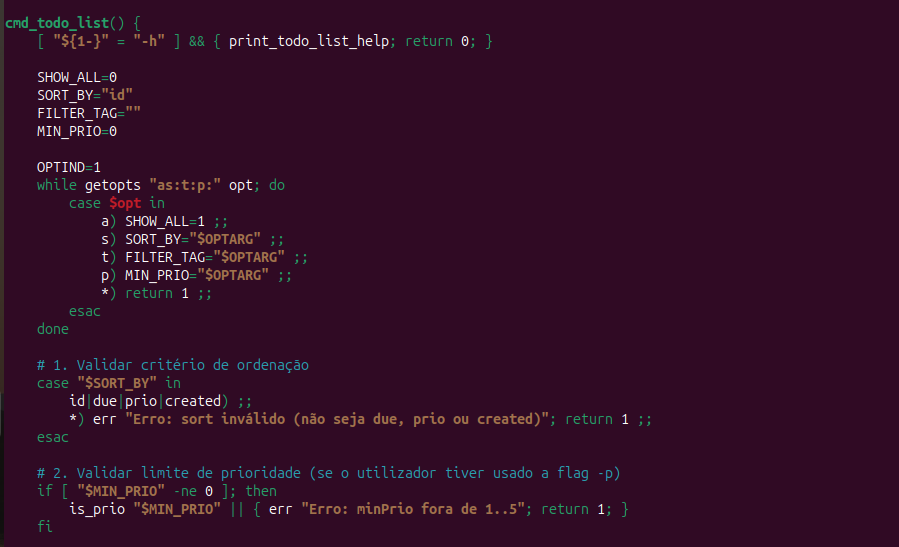 cmd_todo_list() {
    [ "${1-}" = "-h" ] && { print_todo_list_help; return 0; }

    SHOW_ALL=0
    SORT_BY="id"
    FILTER_TAG=""
    MIN_PRIO=0

    OPTIND=1
    while getopts "as:t:p:" opt; do
        case $opt in
            a) SHOW_ALL=1 ;;
            s) SORT_BY="$OPTARG" ;;
            t) FILTER_TAG="$OPTARG" ;;
            p) MIN_PRIO="$OPTARG" ;;
            *) return 1 ;;
        esac
    done

    # 1. Validar critério de ordenação
    case "$SORT_BY" in
        id|due|prio|created) ;;
        *) err "Erro: sort inválido (não seja due, prio ou created)"; return 1 ;;
    esac

    # 2. Validar limite de prioridade (se o utilizador tiver usado a flag -p)
    if [ "$MIN_PRIO" -ne 0 ]; then
        is_prio "$MIN_PRIO" || { err "Erro: minPrio fora de 1..5"; return 1; }
    fi